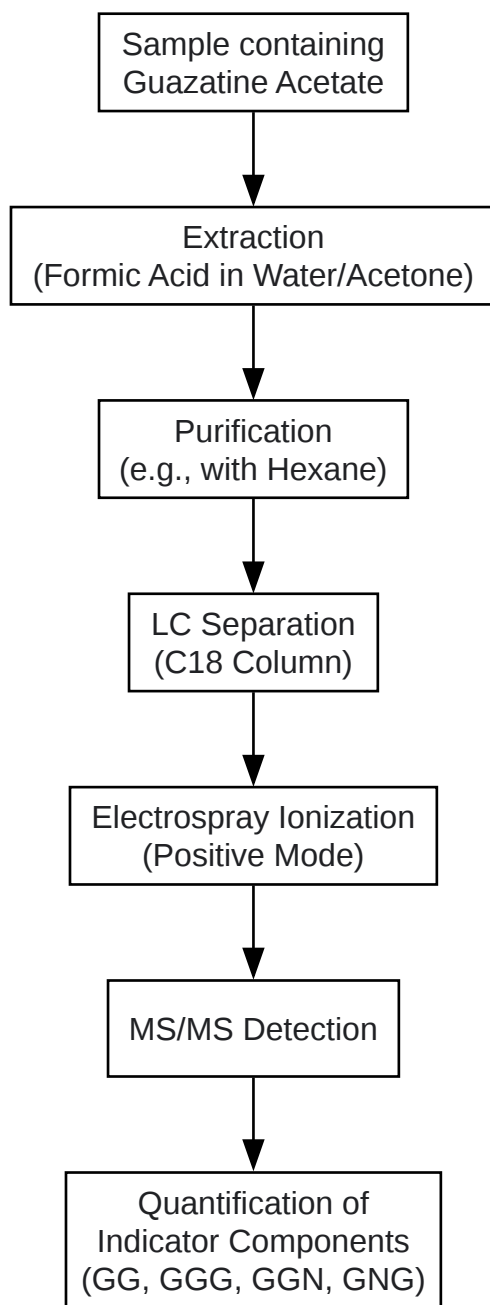 Sample containing
Guazatine Acetate
Extraction
(Formic Acid in Water/Acetone)
Purification
(e.g., with Hexane)
LC Separation
(C18 Column)
Electrospray Ionization
(Positive Mode)
MS/MS Detection
Quantification of
Indicator Components
(GG, GGG, GGN, GNG)